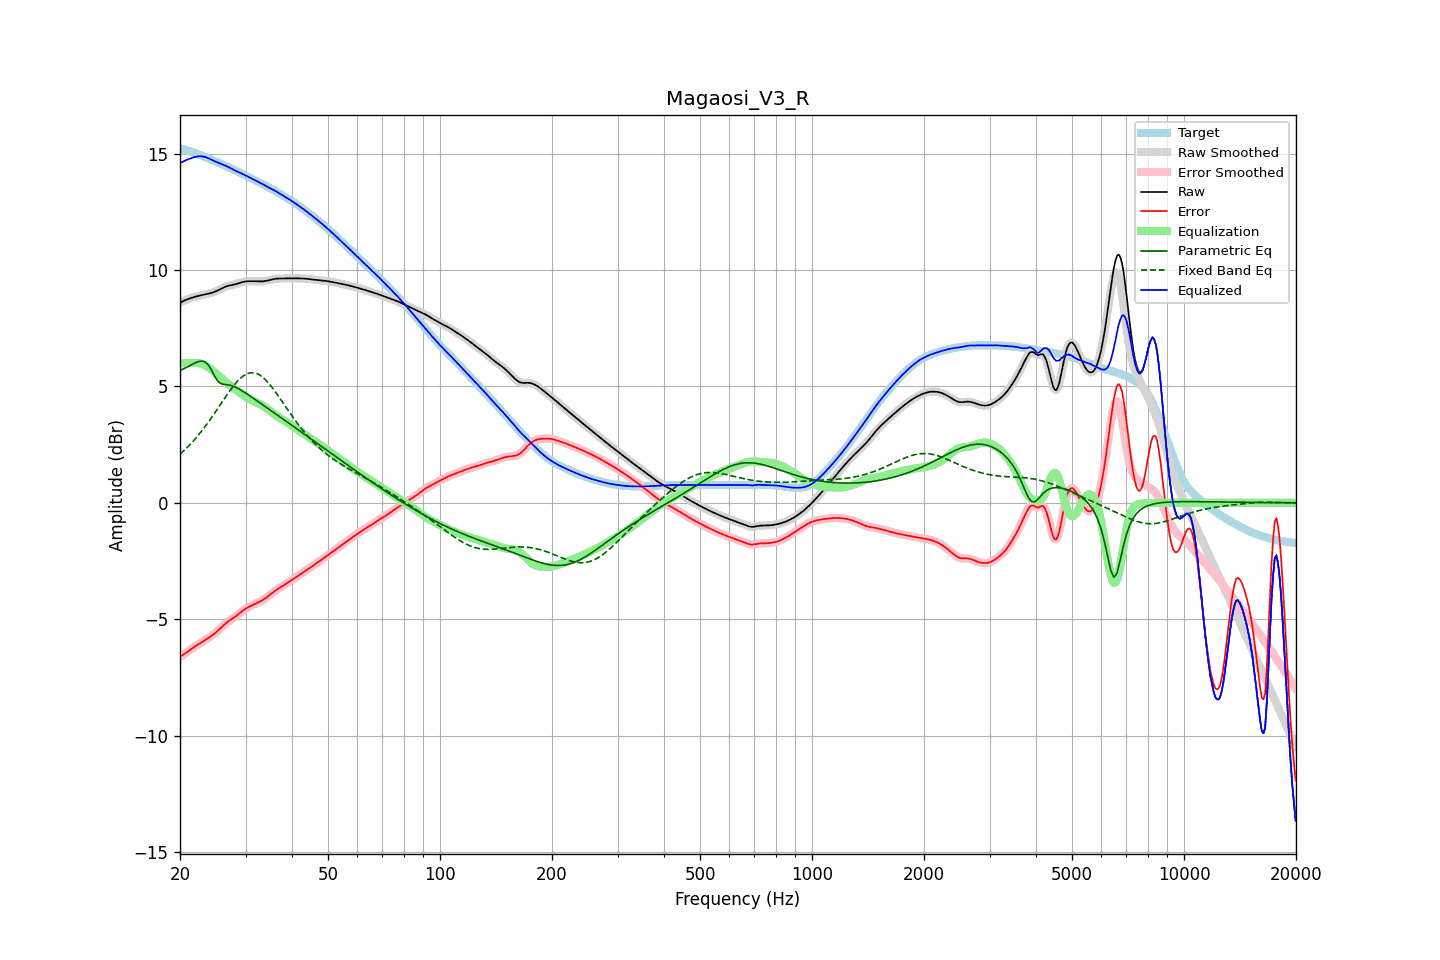 Magaosi_V3_R
Target
Raw Smoothed
Error Smoothed
Raw
Error
Equalization
Parametric Eq
Fixed Band Eq
Equalized
15
10
5
0
−5
−10
−15
Amplitude (dBr)
20
50
100
200
500
1000
2000
5000
10000
20000
Frequency (Hz)